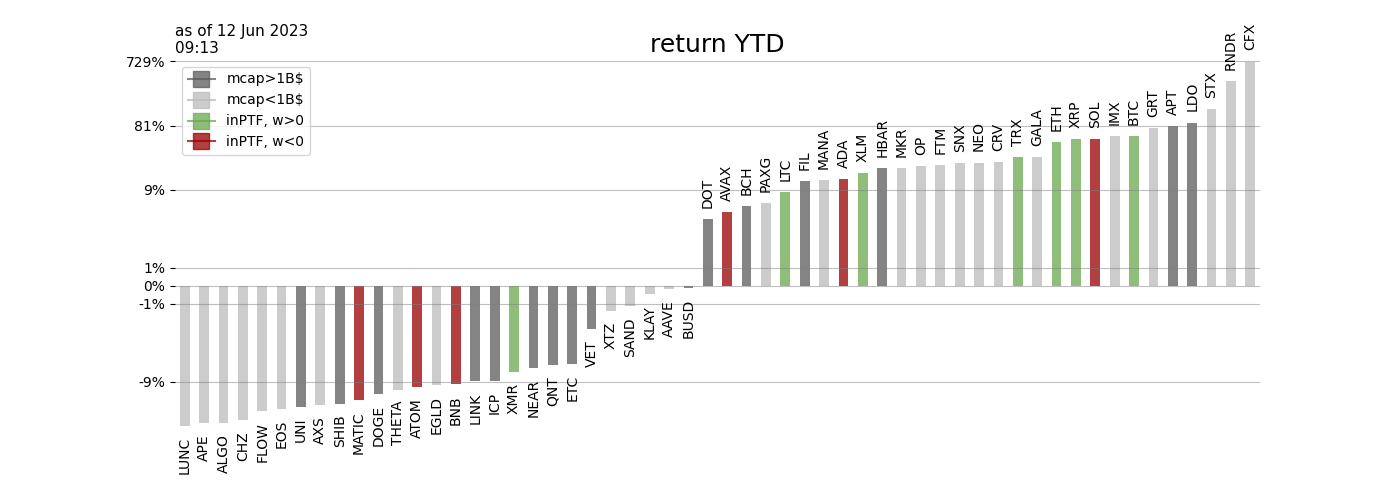 as of 12 Jun 2023
09:13
return YTD
729%
81%
9%
1%
0%
-1%
-9%
mcap>1B$
mcap<1B$
inPTF, w>0
inPTF, w<0
LUNC
APE
ALGO
CHZ
FLOW
EOS
UNI
AXS
SHIB
MATIC
DOGE
THETA
ATOM
EGLD
BNB
LINK
ICP
XMR
NEAR
QNT
ETC
VET
XTZ
SAND
KLAY
AAVE
BUSD
DOT
AVAX
BCH
PAXG
LTC
FIL
MANA
ADA
XLM
HBAR
MKR
OP
FTM
SNX
NEO
CRV
TRX
GALA
ETH
XRP
SOL
IMX
BTC
GRT
APT
LDO
STX
RNDR
CFX